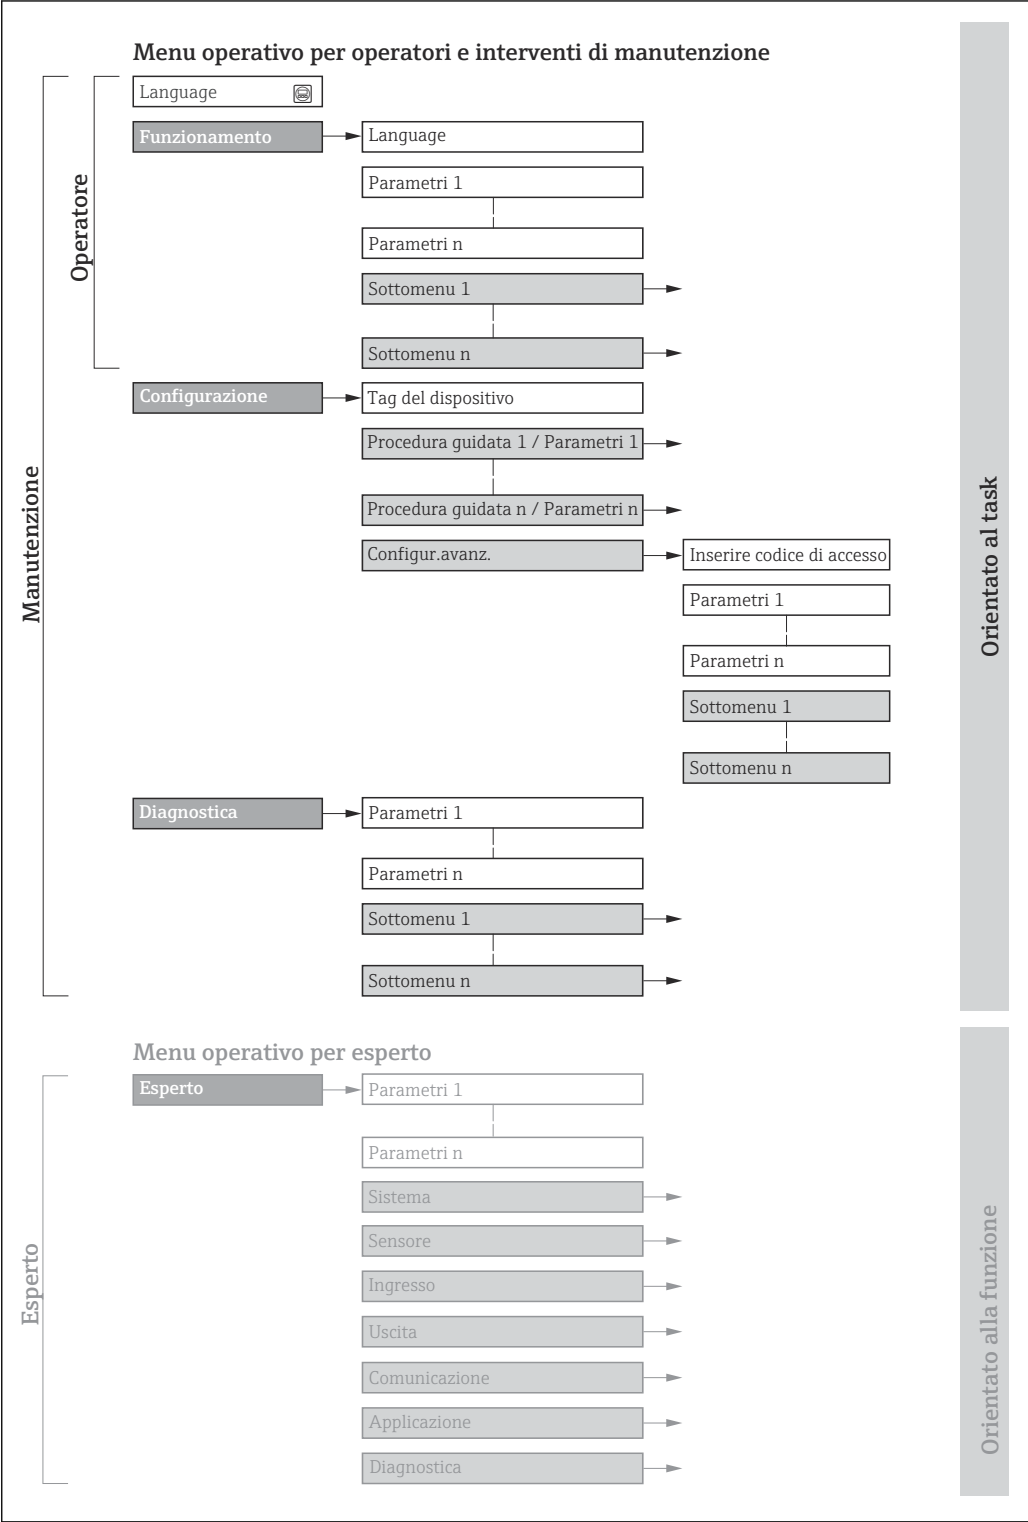 Menu operativo per operatori e interventi di manutenzione
Manutenzione
Operatore
Language
Funzionamento
Language
Parametri 1
Parametri n
Sottomenu 1
Sottomenu n
Configurazione
Tag del dispositivo
Procedura guidata 1 / Parametri 1
Procedura guidata n / Parametri n
Configur.avanz.
Inserire codice di accesso
Parametri 1
Parametri n
Sottomenu 1
Sottomenu n
Diagnostica
Parametri 1
Parametri n
Sottomenu 1
Sottomenu n
Orientato al task
Menu operativo per esperto
Esperto
Esperto
Parametri 1
Parametri n
Sistema
Sensore
Ingresso
Uscita
Comunicazione
Applicazione
Diagnostica
Orientato alla funzione